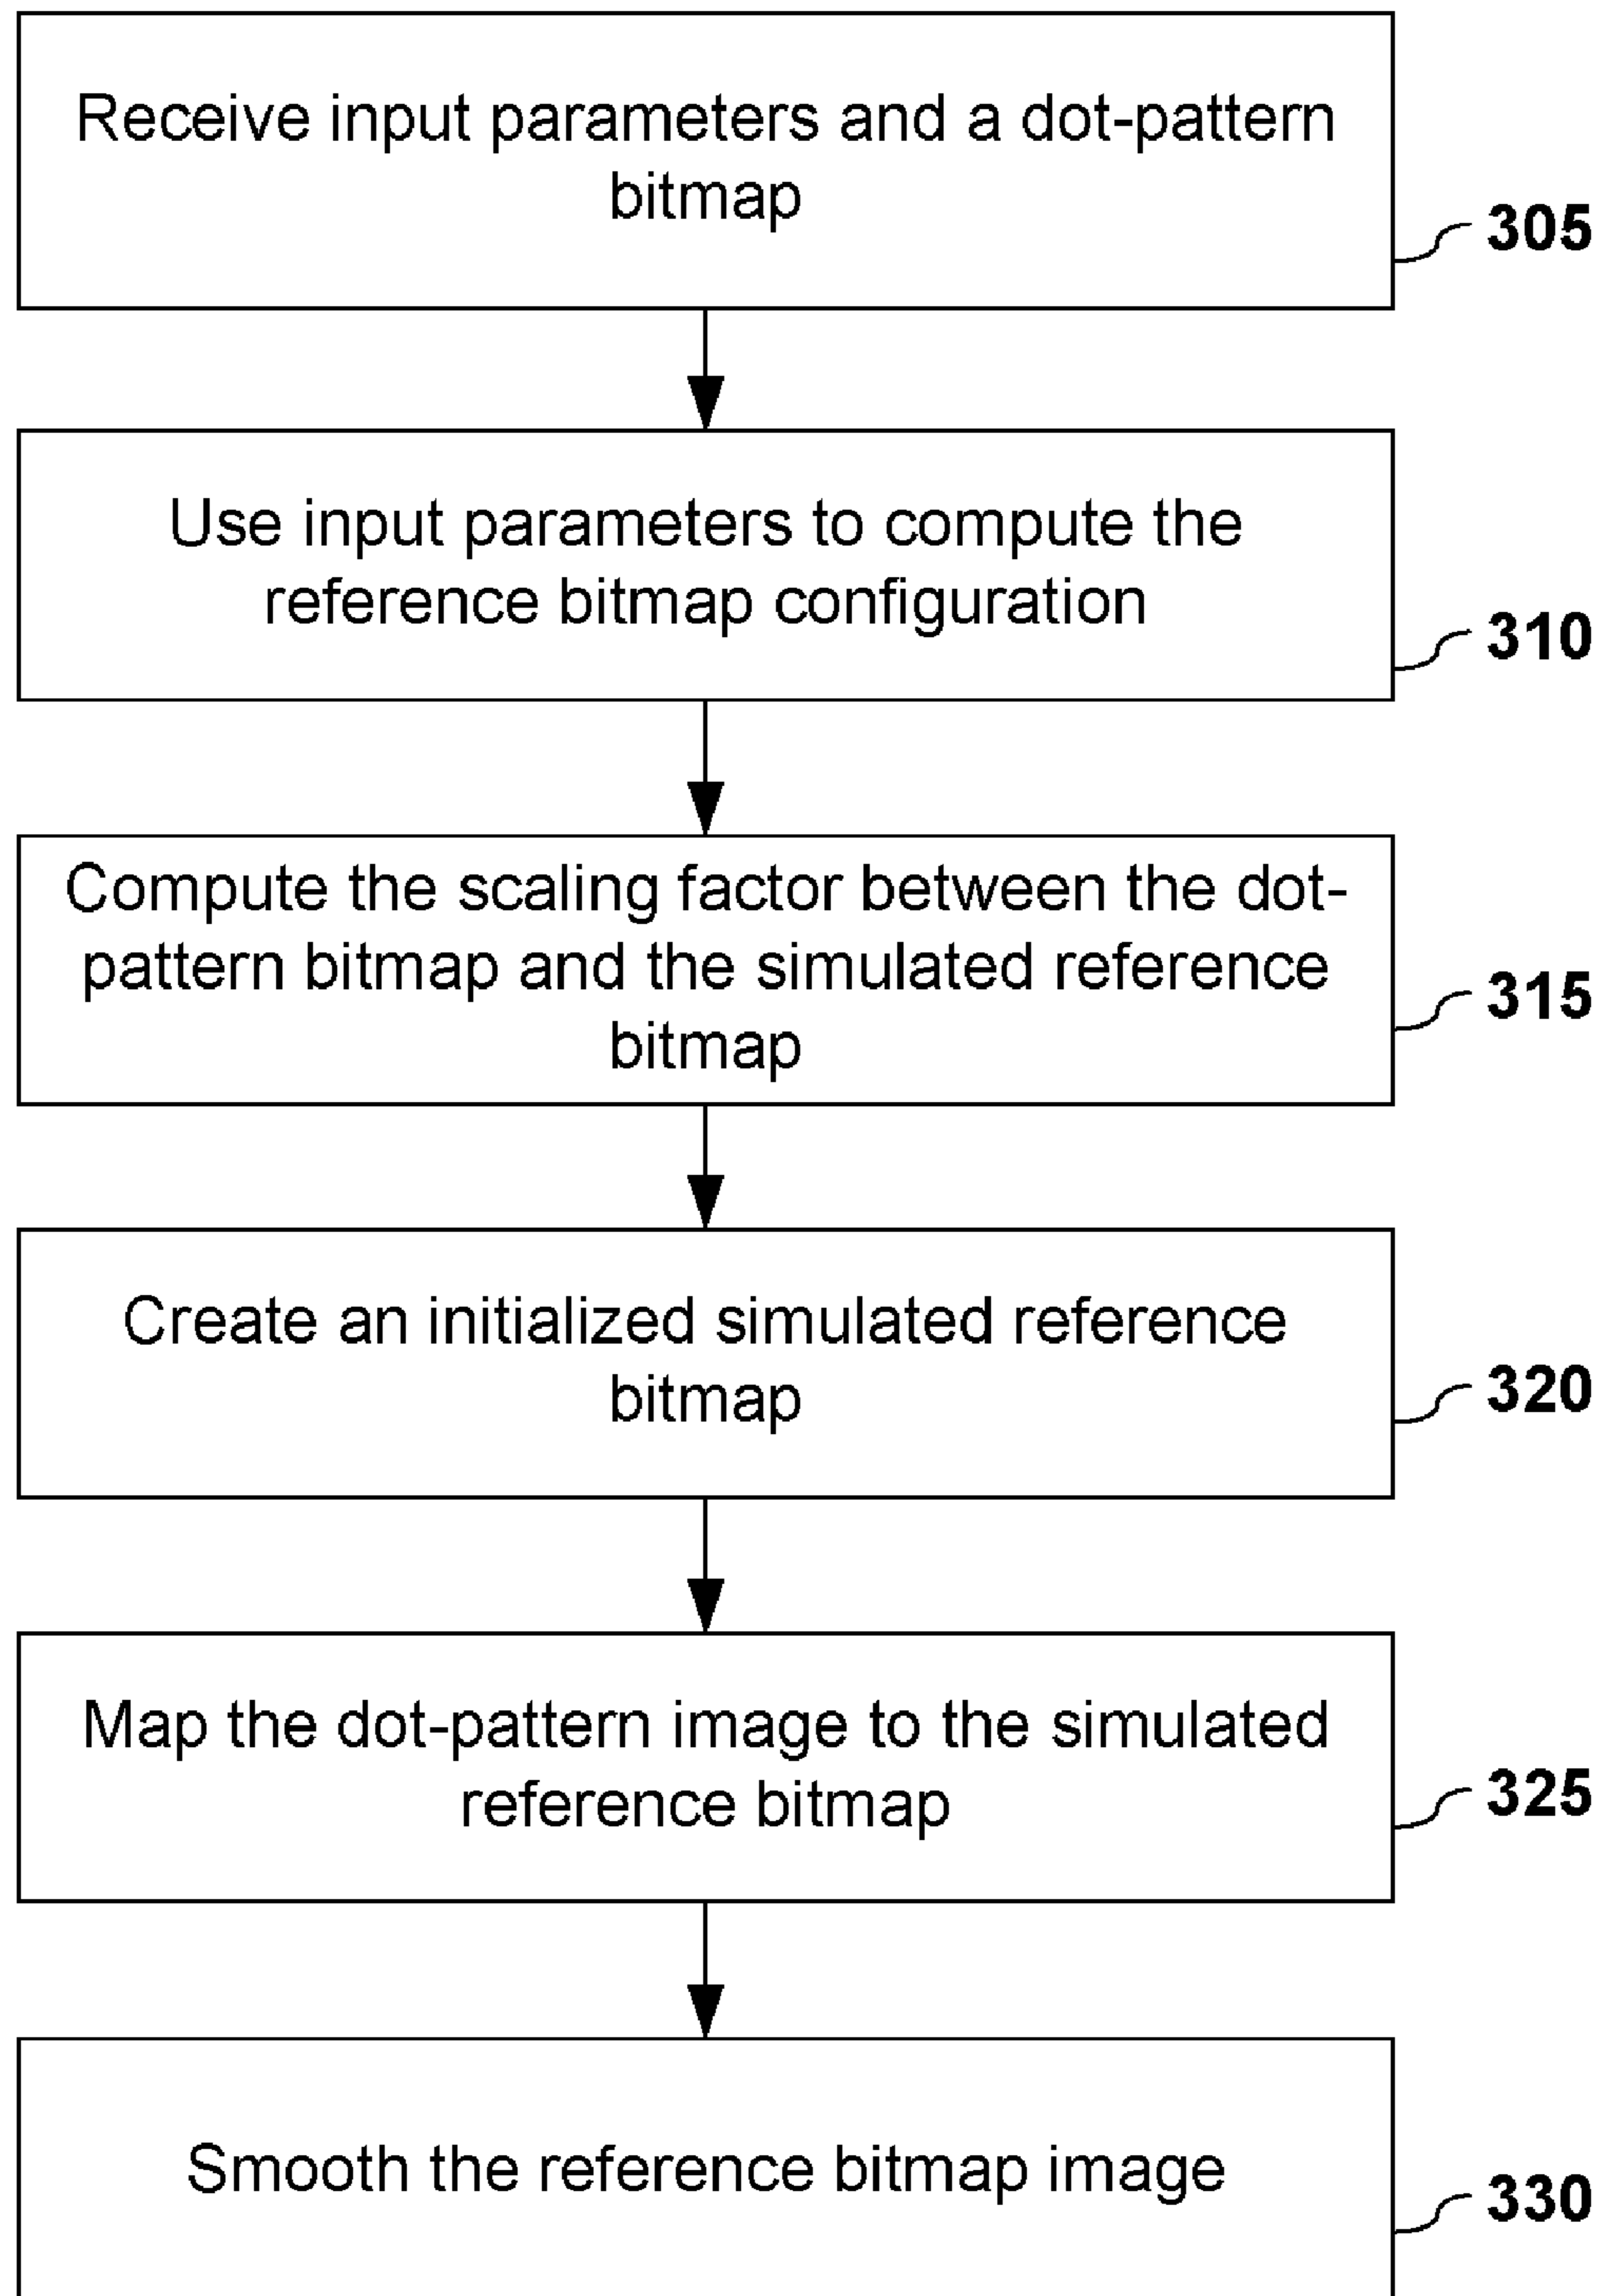 Receive input parameters and a dot-pattern
bitmap
305
Use input parameters to compute the
reference bitmap configuration
310
Compute the scaling factor between the dot-
pattern bitmap and the simulated reference
bitmap
315
Create an initialized simulated reference
bitmap
320
Map the dot-pattern image to the simulated
reference bitmap
325
Smooth the reference bitmap image
330